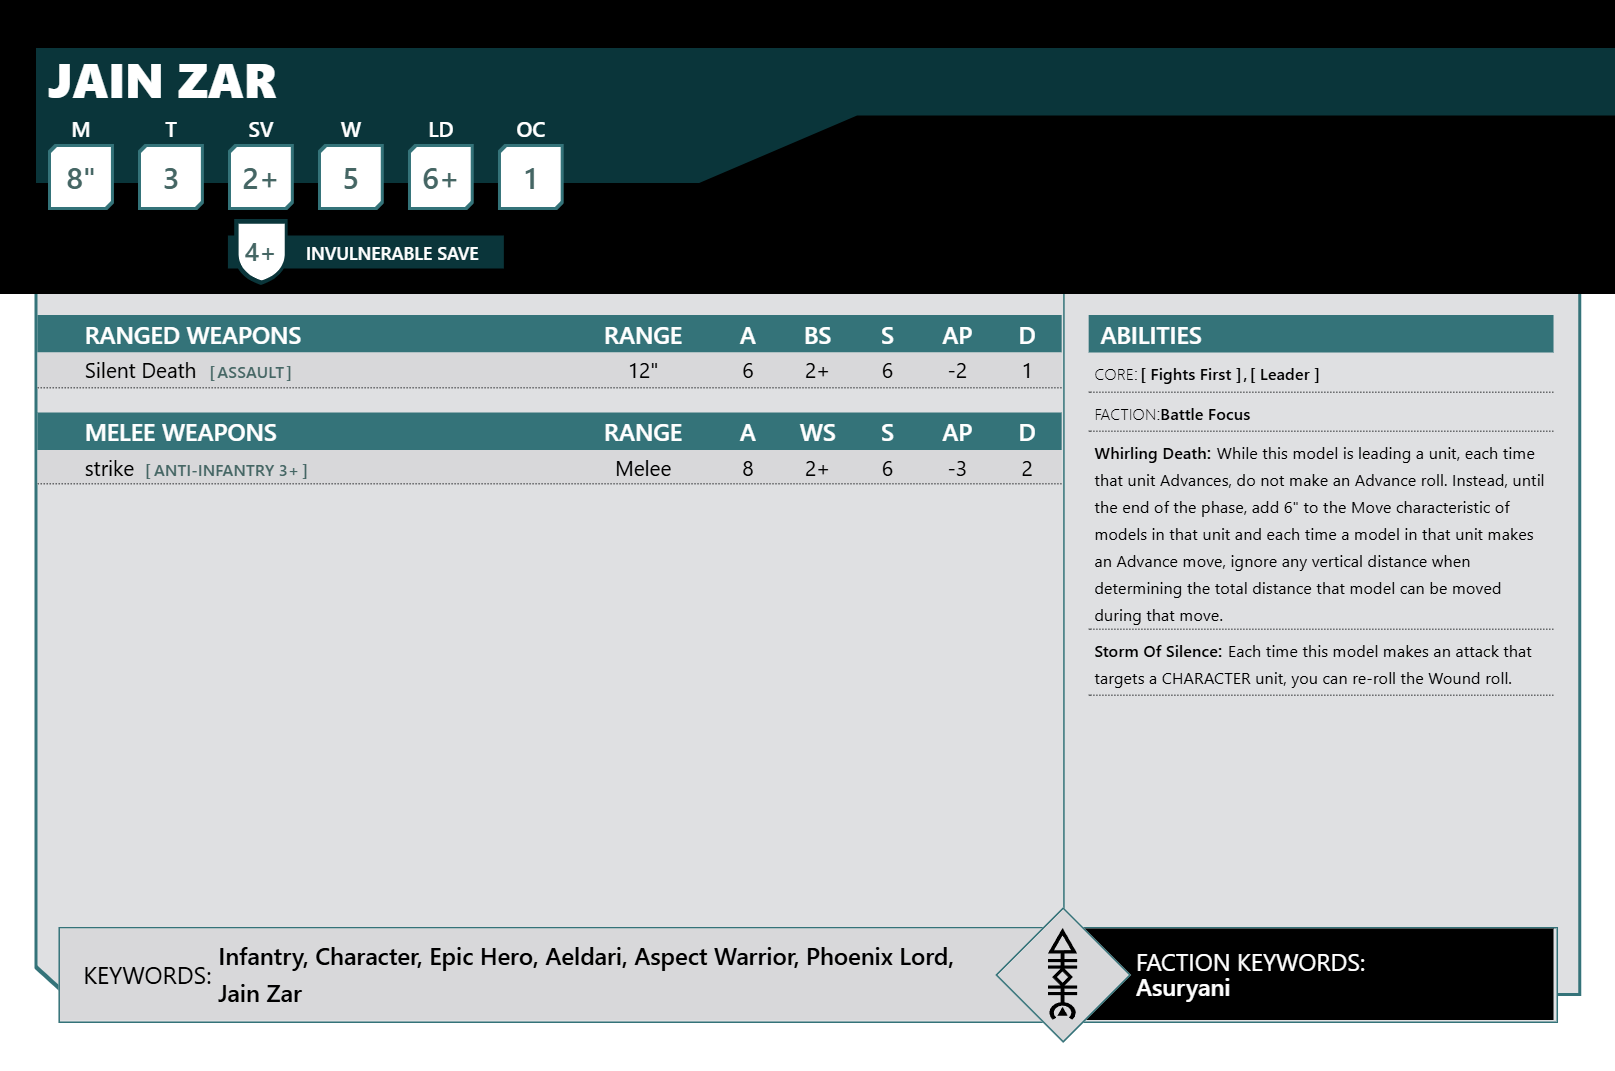 JAIN ZAR
M T SV W LD OC
8" 3 2+ 5 6+ 1
4+ INVULNERABLE SAVE
RANGED WEAPONS RANGE A BS S AP D
Silent Death [ASSAULT] 12" 6 2+ 6 -2 1
MELEE WEAPONS RANGE A WS S AP D
strike [ANTI-INFANTRY 3+] Melee 8 2+ 6 -3 2
ABILITIES
CORE: [ Fights First ], [ Leader ]
FACTION:Battle Focus
Whirling Death: While this model is leading a unit, each time
that unit Advances, do not make an Advance roll. Instead, until
the end of the phase, add 6" to the Move characteristic of
models in that unit and each time a model in that unit makes
an Advance move, ignore any vertical distance when
determining the total distance that model can be moved
during that move.
Storm Of Silence: Each time this model makes an attack that
targets a CHARACTER unit, you can re-roll the Wound roll.
KEYWORDS: Infantry, Character, Epic Hero, Aeldari, Aspect Warrior, Phoenix Lord,
Jain Zar
FACTION KEYWORDS:
Asuryani